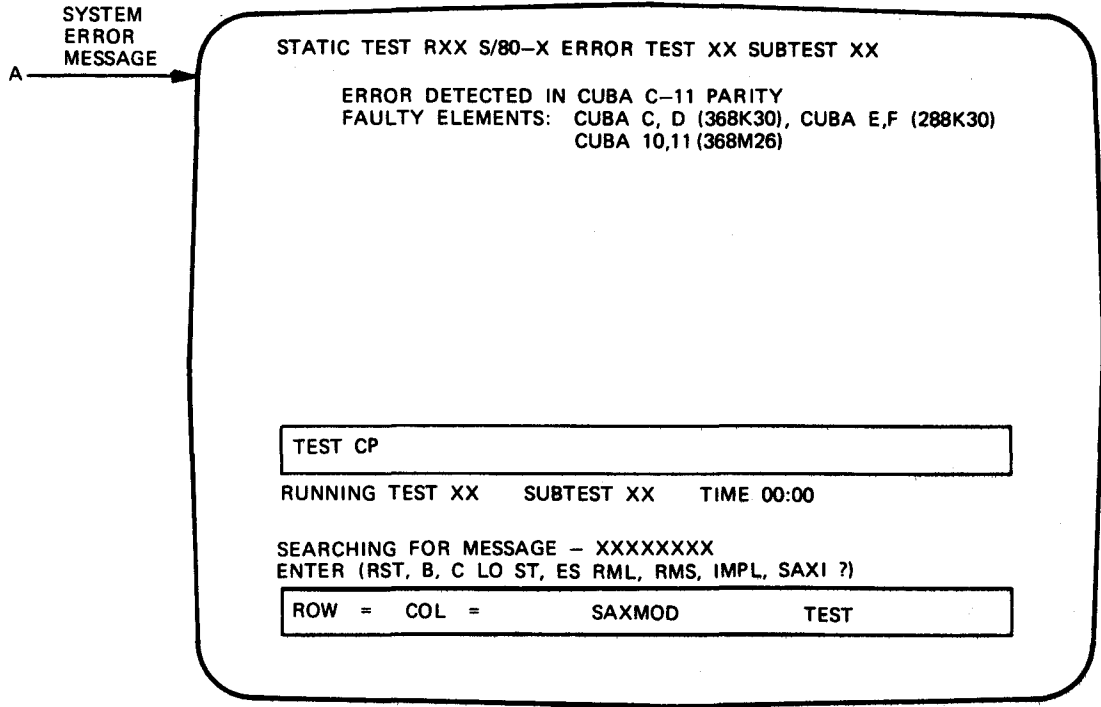 SYSTEM
ERROR
MESSAGE
A
STATIC TEST RXX S/80–X ERROR TEST XX SUBTEST XX
ERROR DETECTED IN CUBA C–11 PARITY
FAULTY ELEMENTS: CUBA C, D (368K30), CUBA E,F (288K30)
CUBA 10,11 (368M26)
TEST CP
RUNNING TEST XX SUBTEST XX TIME 00:00
SEARCHING FOR MESSAGE – XXXXXXXX
ENTER (RST, B, C LO ST, ES RML, RMS, IMPL, SAXI ?)
ROW = COL = SAXMOD TEST